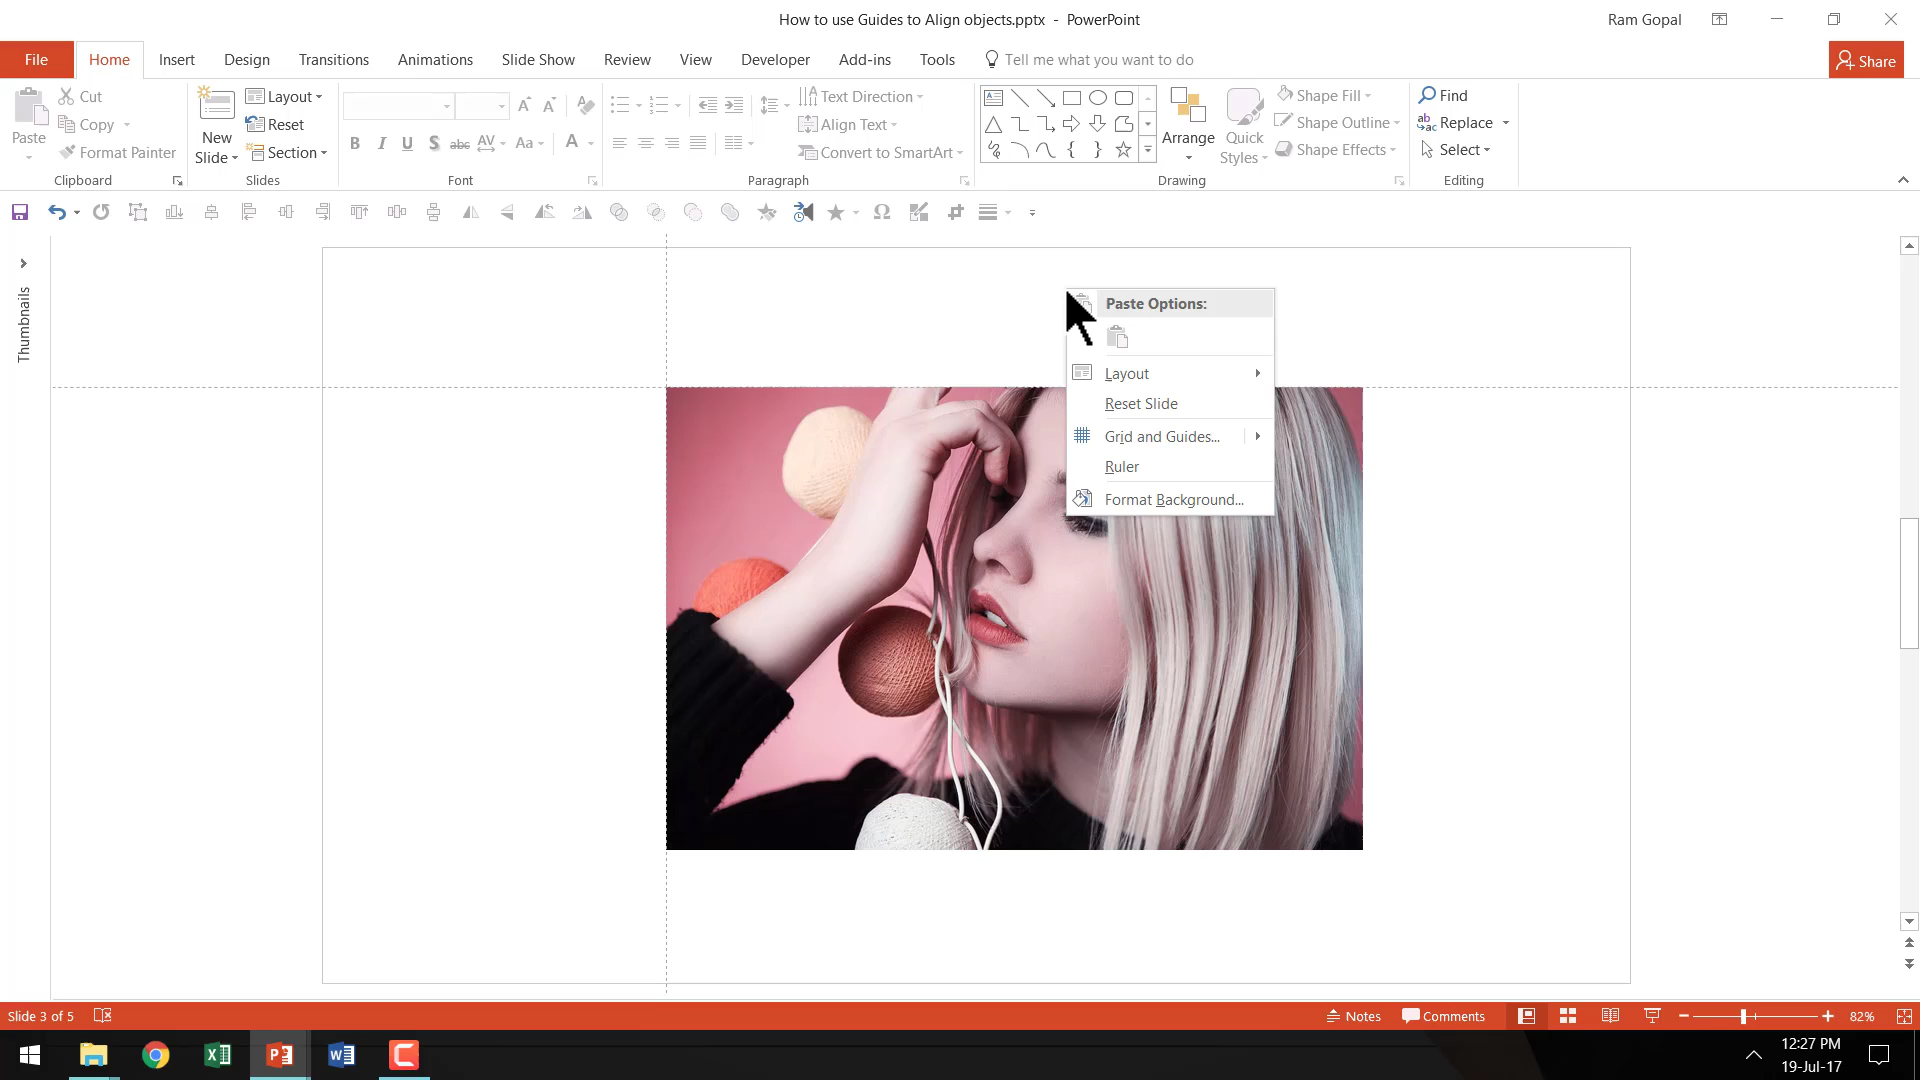 How to use Guides to Align objects.pptx - PowerPoint
Ram Gopal
File Home Insert Design Transitions Animations Slide Show Review View Developer Add-ins Tools Tell me what you want to do Share
Paste
Cut
Copy
Format Painter
Clipboard
New Slide
Layout
Reset
Section
Slides
B I U S abc AV Aa A
Font
Text Direction
Align Text
Convert to SmartArt
Paragraph
Arrange
Quick Styles
Shape Fill
Shape Outline
Shape Effects
Drawing
Find
Replace
Select
Editing
Thumbnails
Paste Options:
Layout
Reset Slide
Grid and Guides...
Ruler
Format Background...
Slide 3 of 5
Notes Comments 82%
12:27 PM
19-Jul-17